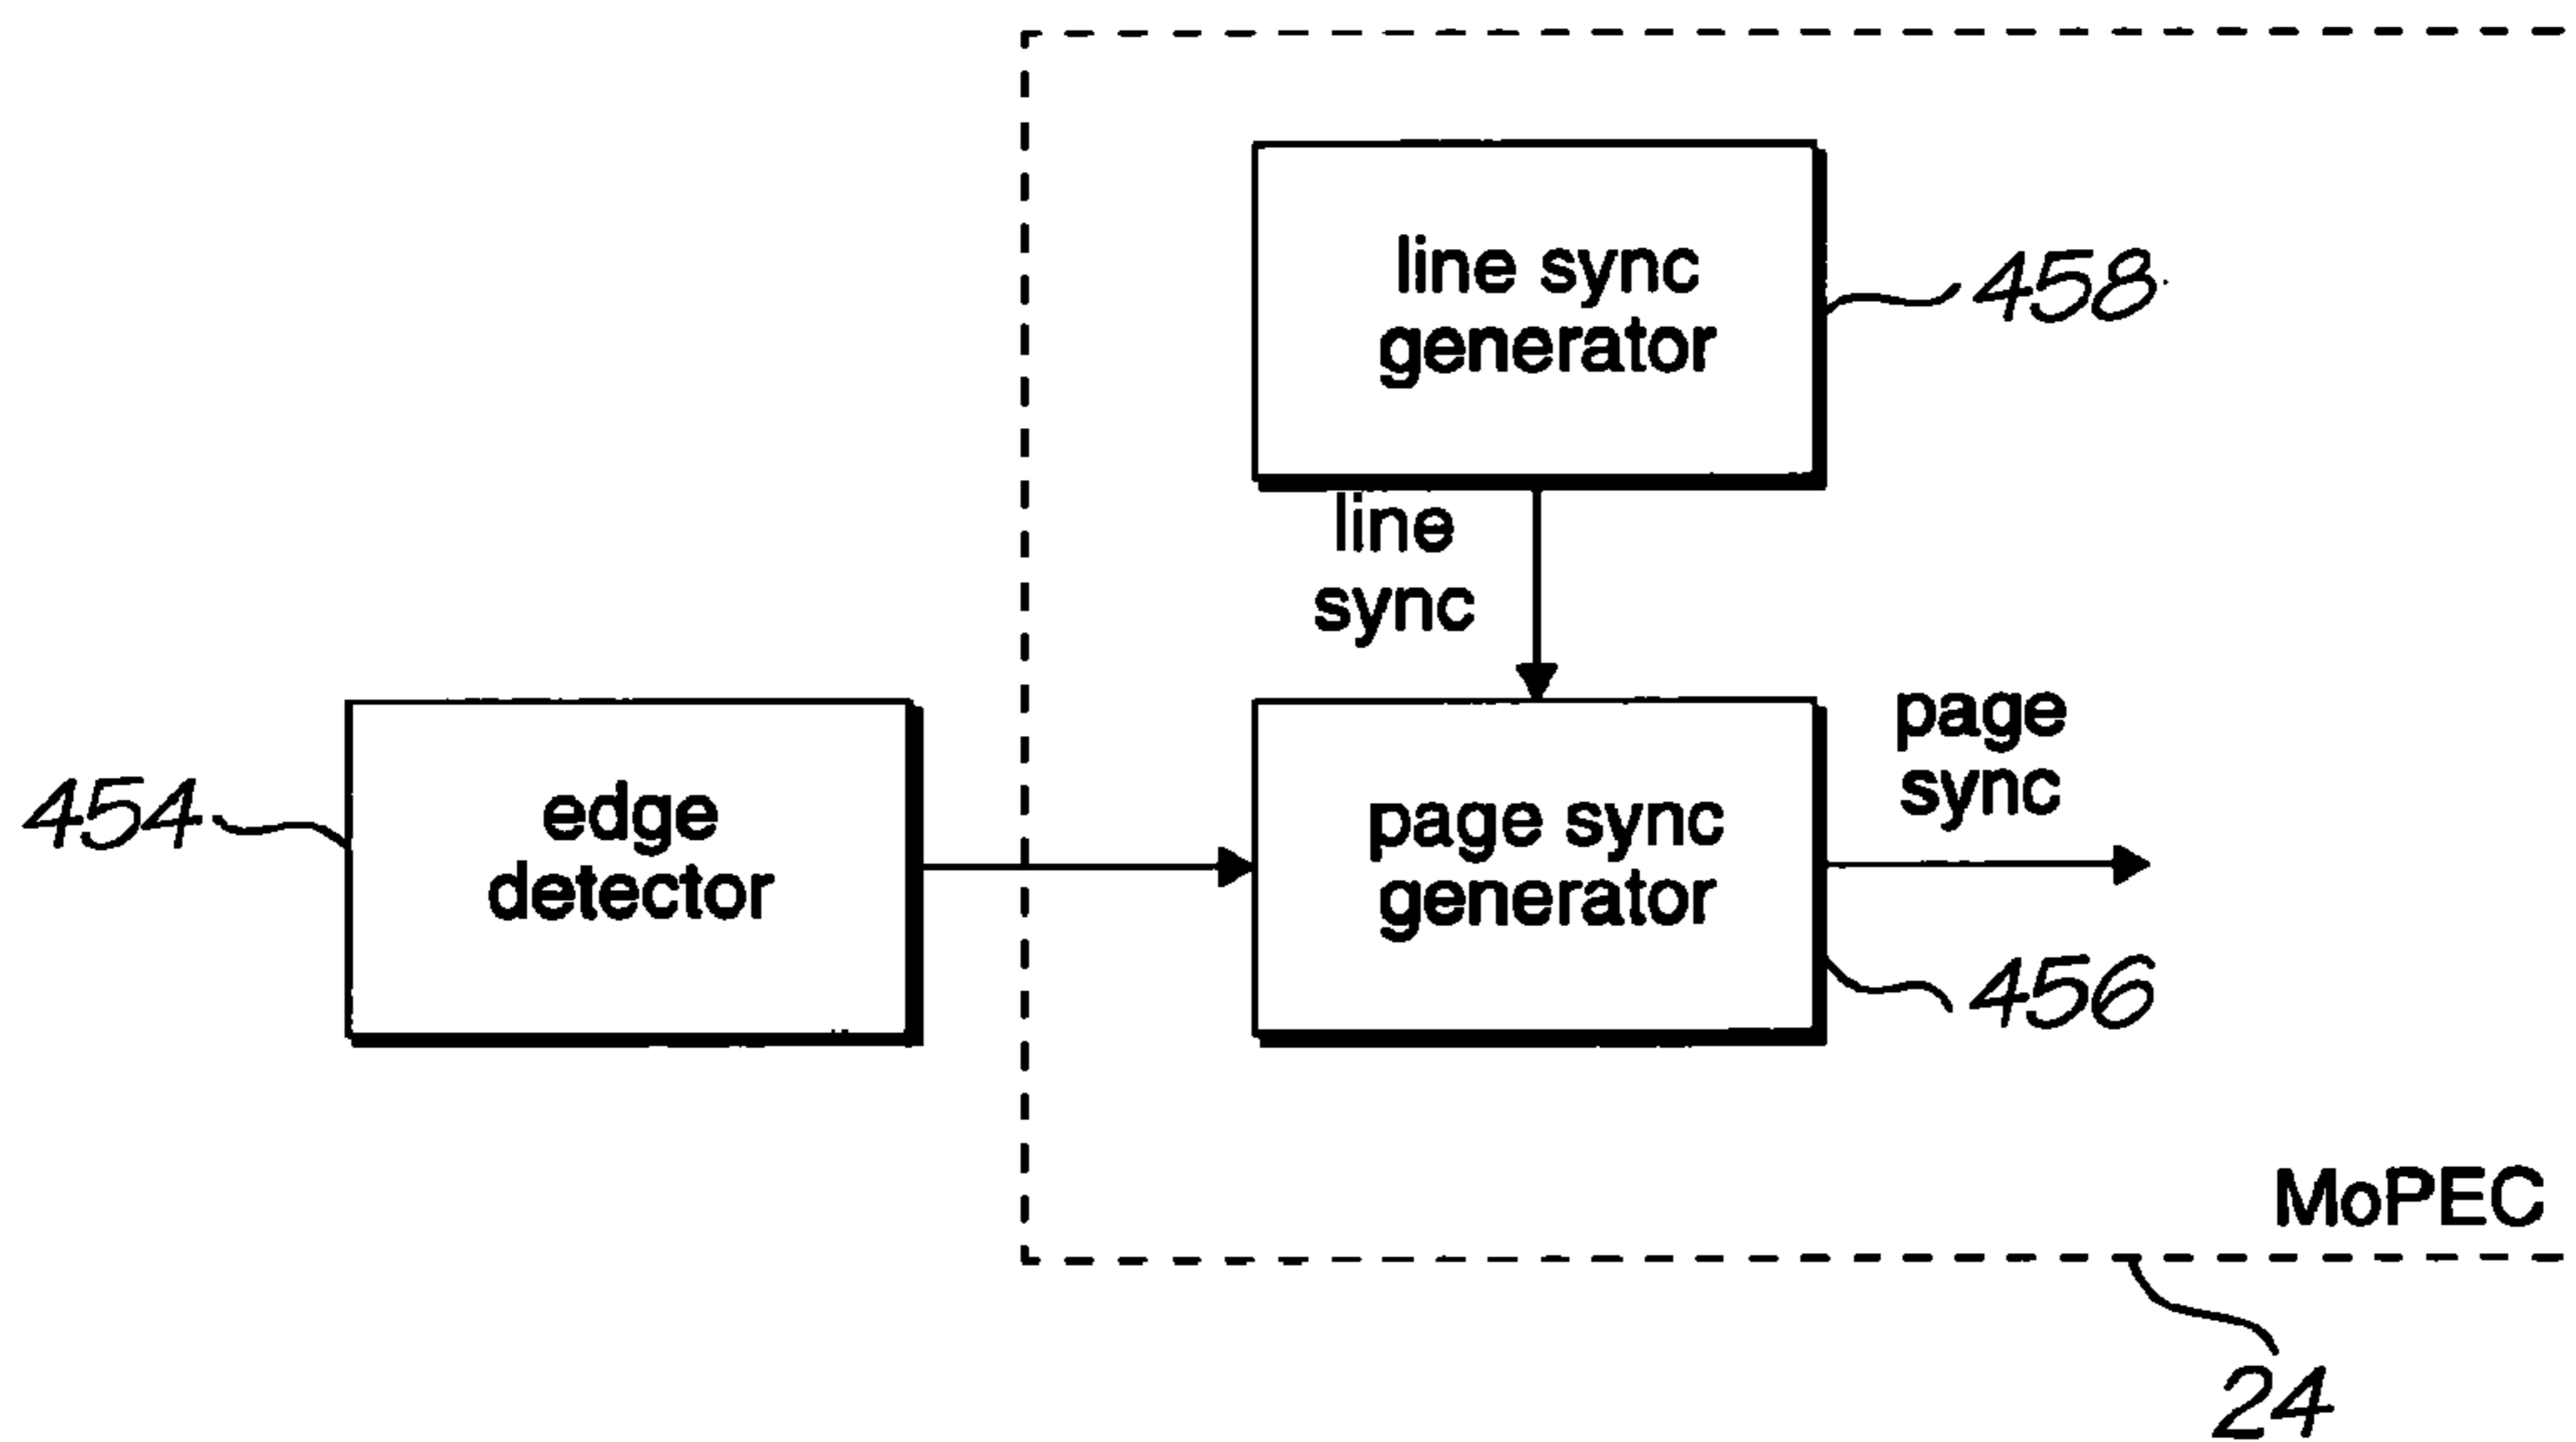 line sync
generator
458
line
sync
454
edge
detector
page sync
generator
page
sync
456
MoPEC
24